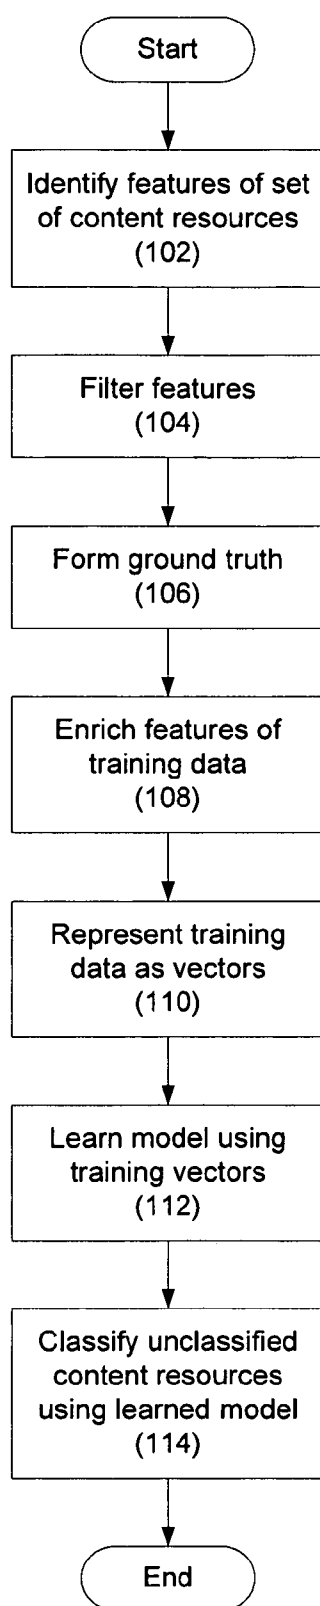 Start
Identify features of set
of content resources
(102)
Filter features
(104)
Form ground truth
(106)
Enrich features of
training data
(108)
Represent training
data as vectors
(110)
Learn model using
training vectors
(112)
Classify unclassified
content resources
using learned model
(114)
End